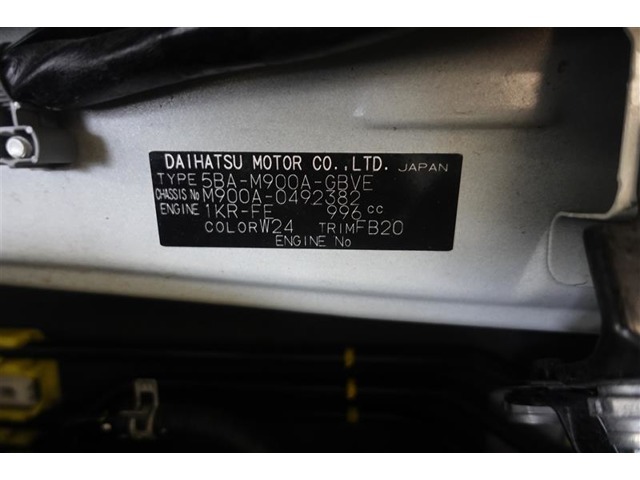 DAIHATSU MOTOR CO.,LTD. JAPAN
TYPE 5BA-M900A-GBVE
CHASSIS No M900A-0492382
ENGINE 1KR-FE 996 cc
COLOR W24 TRIM FB20
ENGINE No